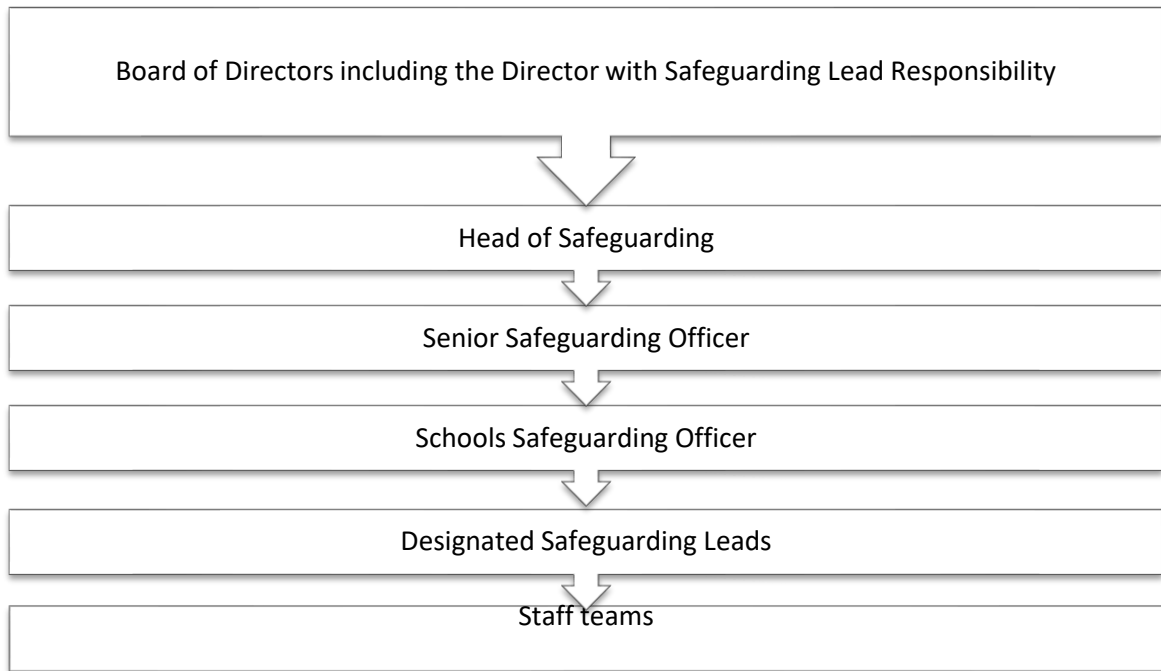 Board of Directors including the Director with Safeguarding Lead Responsibility
Head of Safeguarding
Senior Safeguarding Officer
Schools Safeguarding Officer
Designated Safeguarding Leads
Staff teams